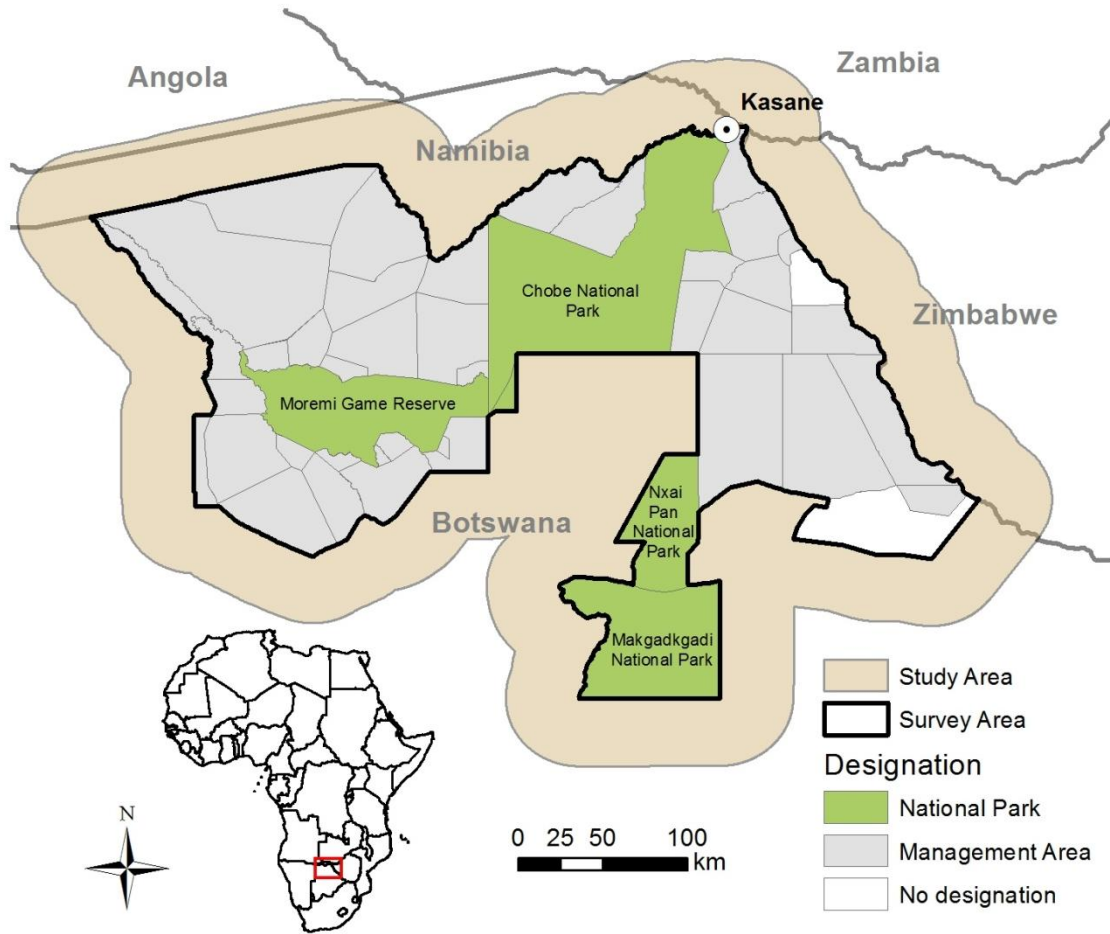 Angola
Zambia
Kasane
Namibia
Chobe National
Park
Zimbabwe
Moremi Game Reserve
Nxai
Pan
National
Park
Botswana
Makgadkgadi
National Park
Study Area
Survey Area
Designation
National Park
Management Area
No designation
N
0 25 50 100
km